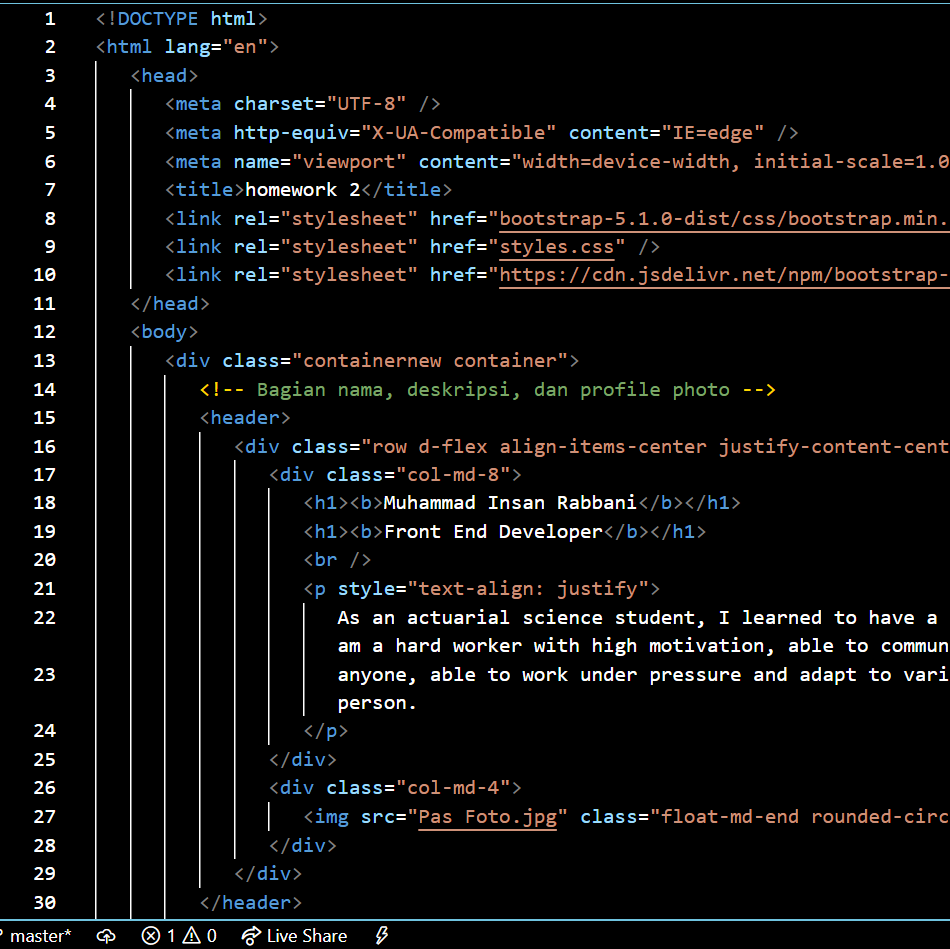 1 <!DOCTYPE html>
2 <html lang="en">
3 <head>
4 <meta charset="UTF-8" />
5 <meta http-equiv="X-UA-Compatible" content="IE=edge" />
6 <meta name="viewport" content="width=device-width, initial-scale=1.0
7 <title>homework 2</title>
8 <link rel="stylesheet" href="bootstrap-5.1.0-dist/css/bootstrap.min.
9 <link rel="stylesheet" href="styles.css" />
10 <link rel="stylesheet" href="https://cdn.jsdelivr.net/npm/bootstrap-
11 </head>
12 <body>
13 <div class="containernew container">
14 <!-- Bagian nama, deskripsi, dan profile photo -->
15 <header>
16 <div class="row d-flex align-items-center justify-content-cent
17 <div class="col-md-8">
18 <h1><b>Muhammad Insan Rabbani</b></h1>
19 <h1><b>Front End Developer</b></h1>
20 <br />
21 <p style="text-align: justify">
22 As an actuarial science student, I learned to have a
am a hard worker with high motivation, able to commun
23 anyone, able to work under pressure and adapt to vari
person.
24 </p>
25 </div>
26 <div class="col-md-4">
27 <img src="Pas Foto.jpg" class="float-md-end rounded-circ
28 </div>
29 </div>
30 </header>
master* 1 0 Live Share